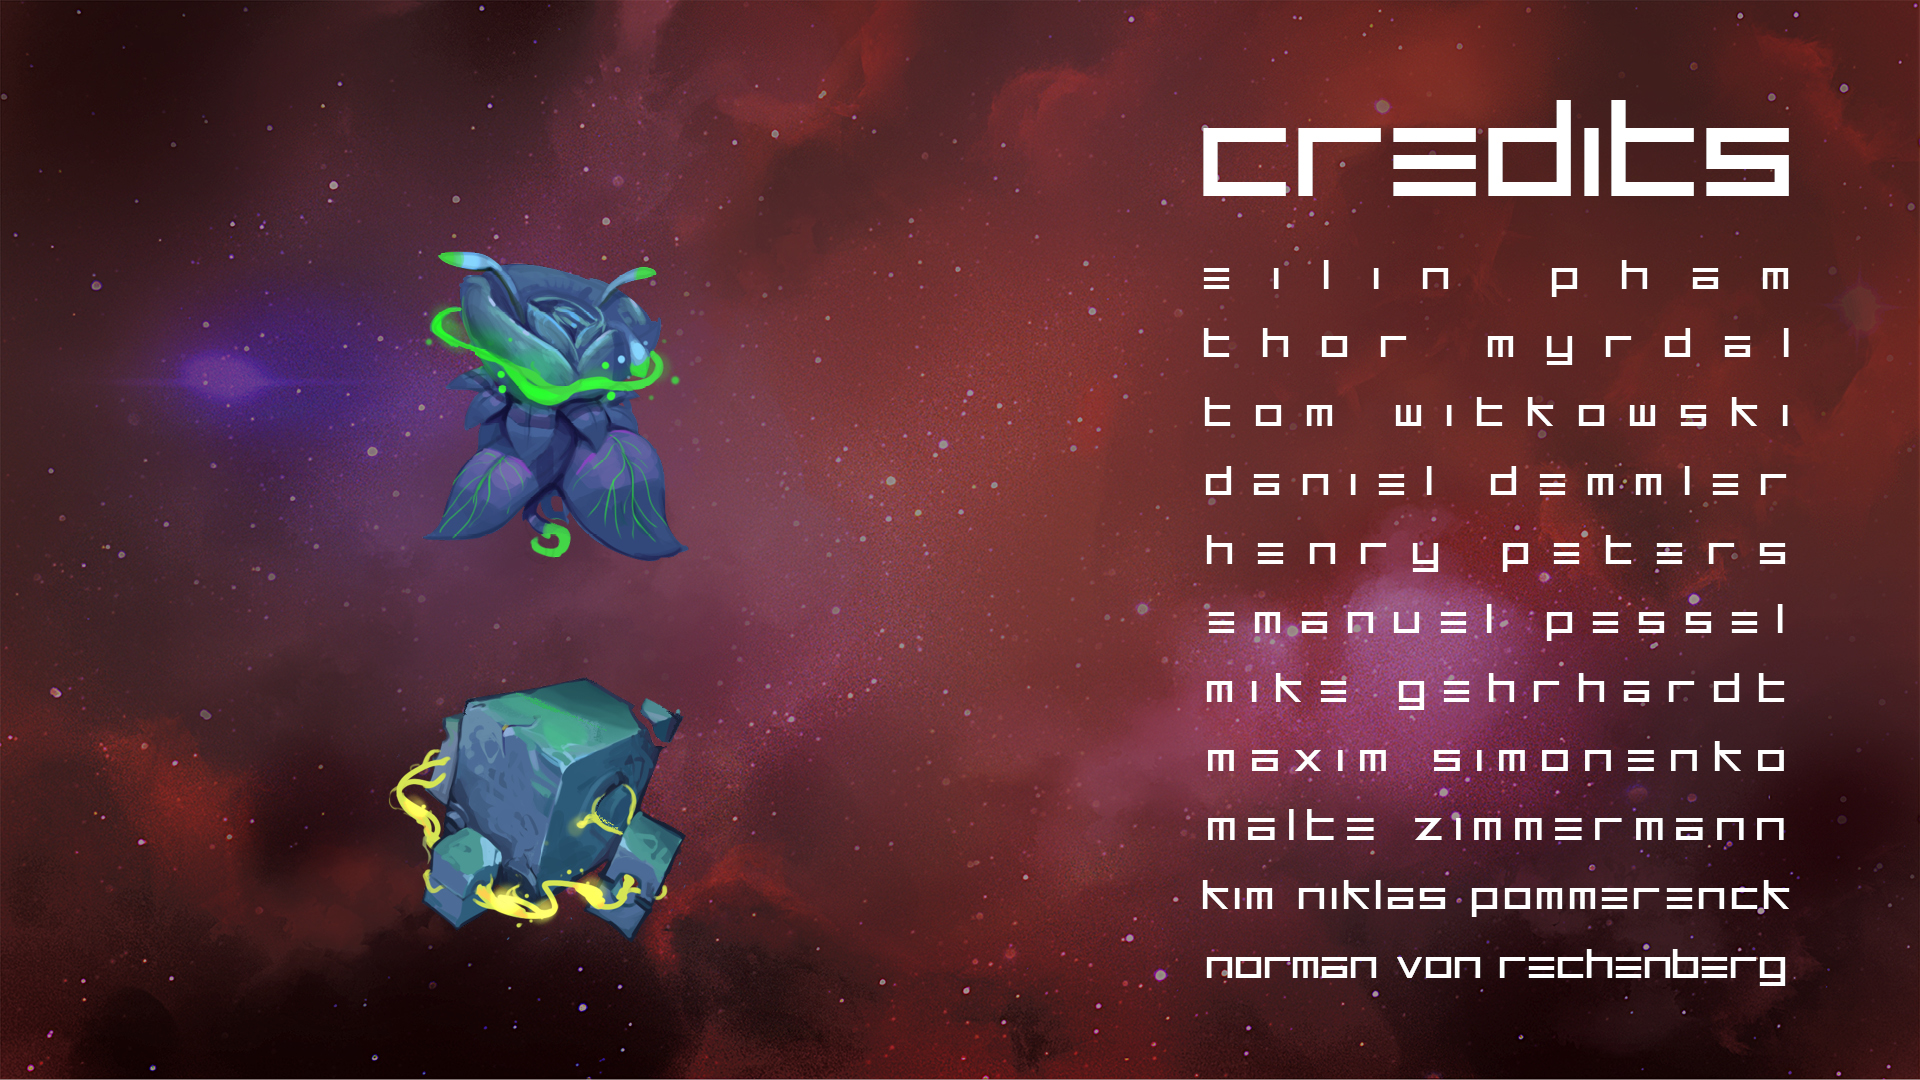 credits
eilin pham
thor myrdal
tom witkowski
daniel demmler
henry peters
emanuel pessel
mike gehrhardt
maxim simonenko
malte zimmermann
kim niklas pommerenck
norman von rechenberg